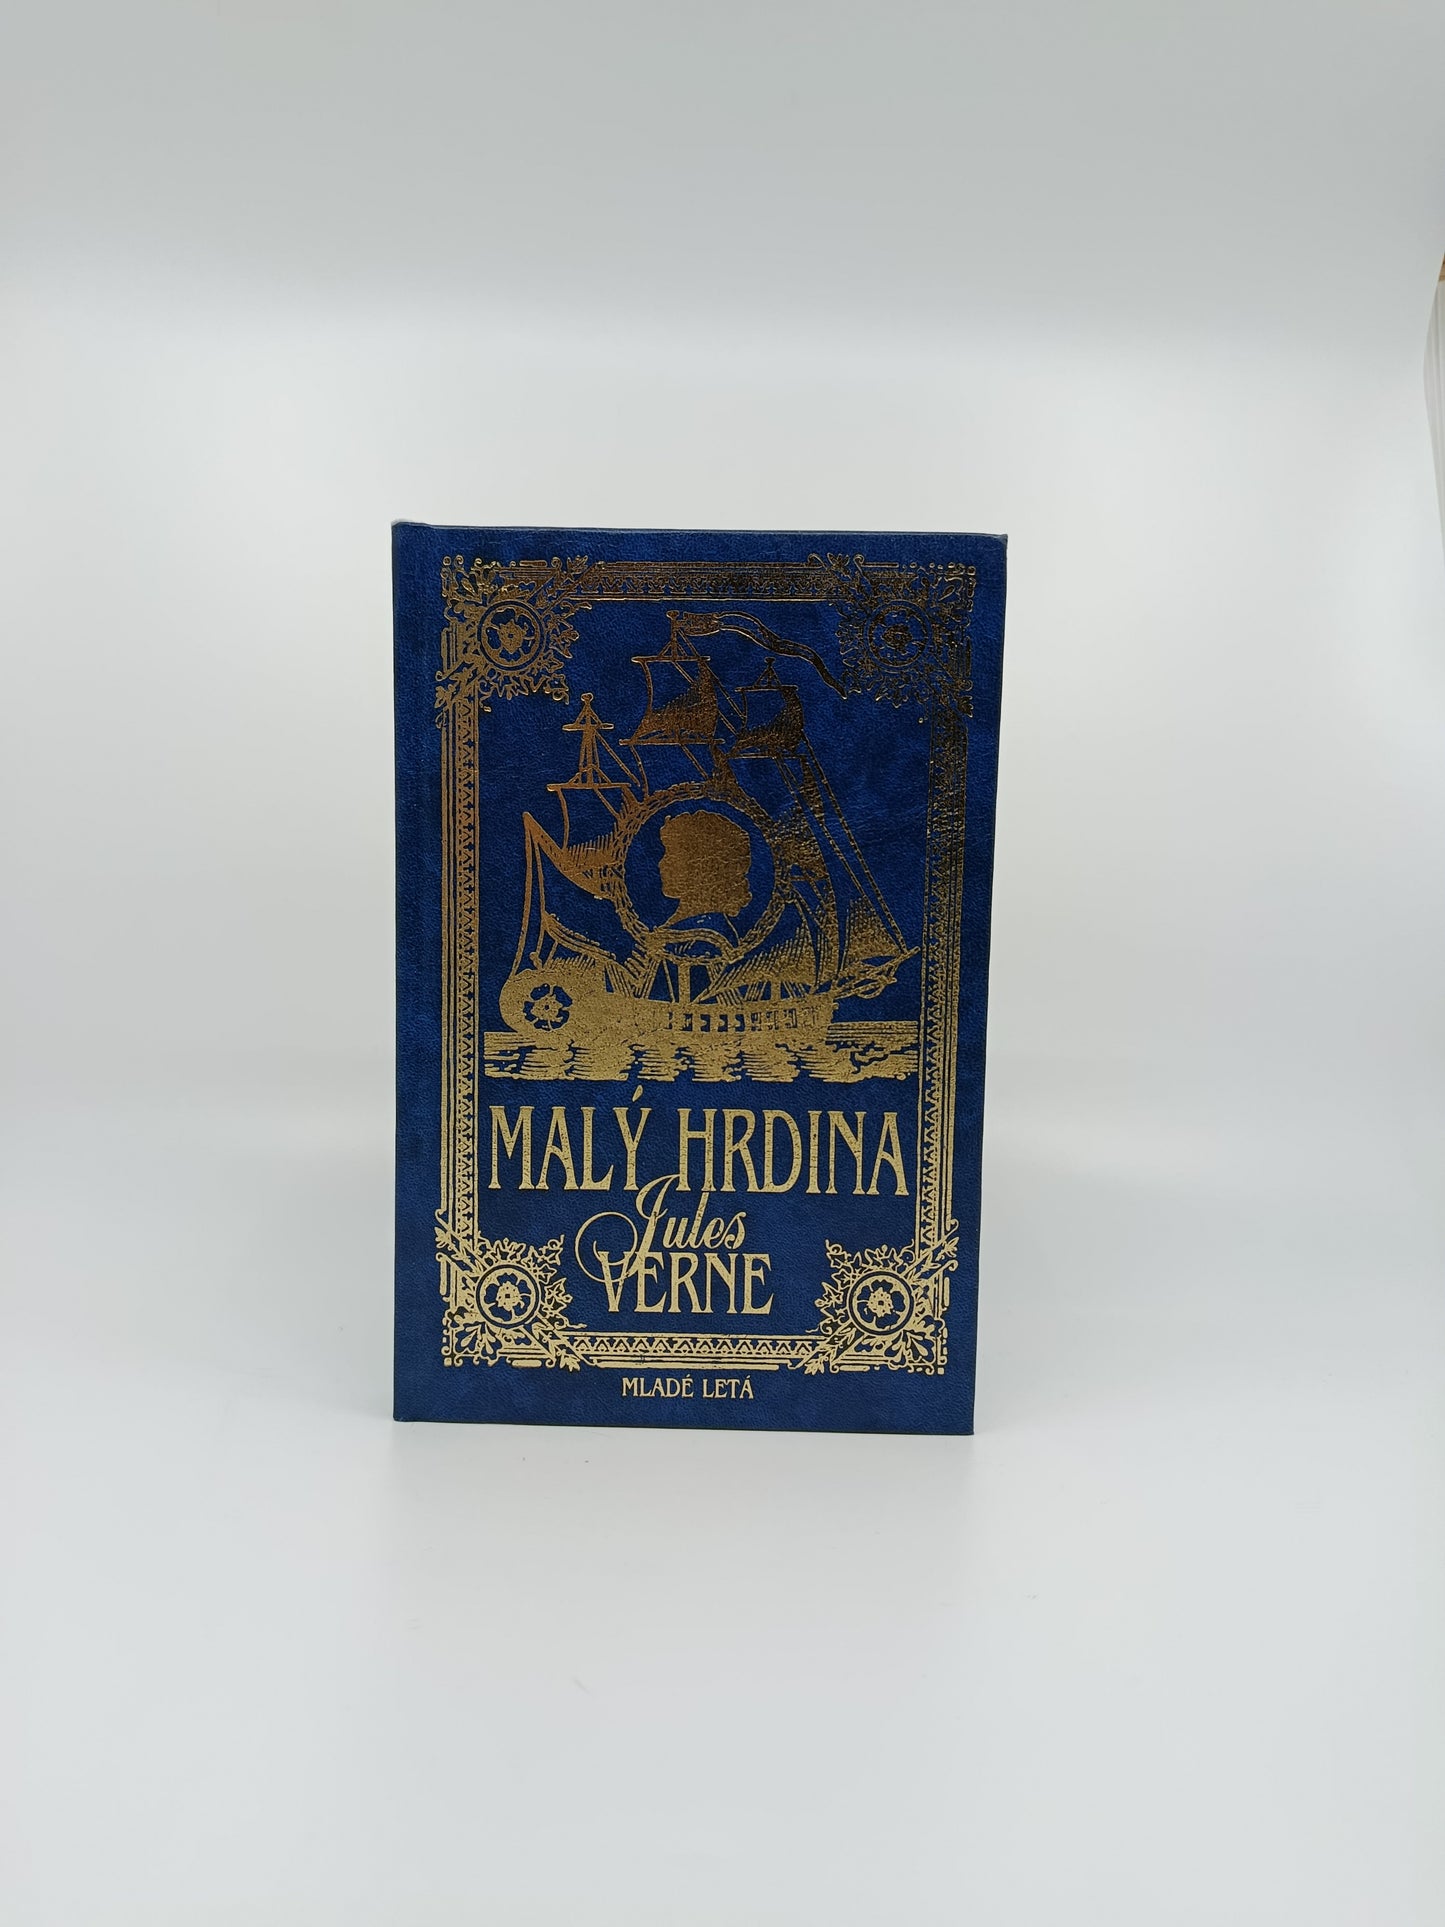 MALÝ HRDINA
Jules
VERNE
MLADÉ LETÁ